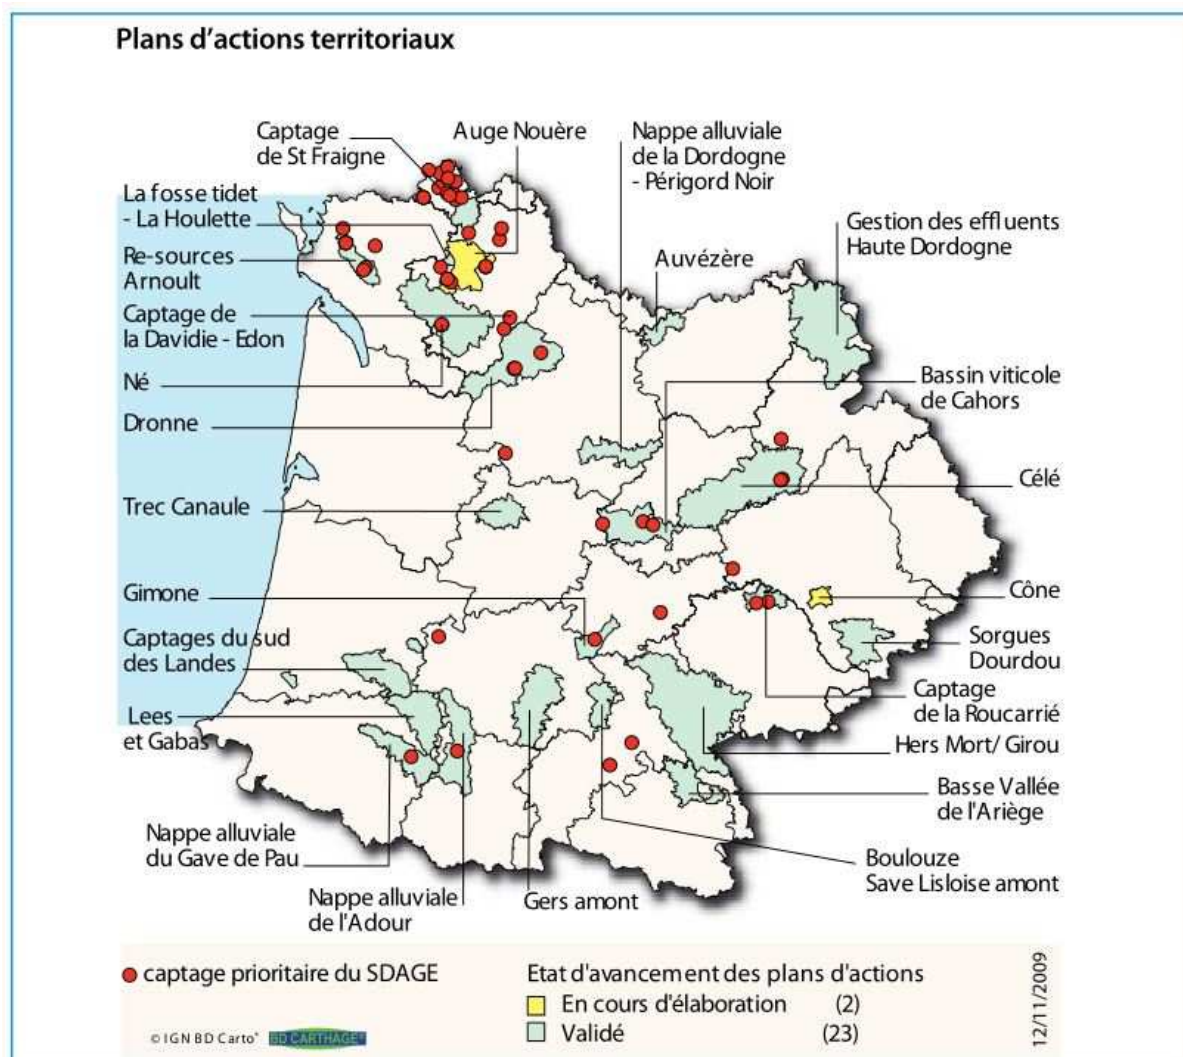 Plans d'actions territoriaux
Captage
de St Fraigne
Auge Nouère
Nappe alluviale
de la Dordogne
- Périgord Noir
La fosse tidet
- La Houlette
Gestion des effluents
Haute Dordogne
Re-sources
Arnoult
Auvézère
Captage de
la Davidie - Edon
Né
Bassin viticole
de Cahors
Dronne
Célé
Trec Canaule
Gimone
Cône
Captages du sud
des Landes
Sorgues
Dourdou
Captage
de la Roucarrié
Lees
et Gabas
Hers Mort/ Girou
Basse Vallée
de l'Ariège
Nappe alluviale
du Gave de Pau
Boulouze
Save Lisloise amont
Nappe alluviale
de l'Adour
Gers amont
captage prioritaire du SDAGE
Etat d'avancement des plans d'actions
En cours d'élaboration (2)
Validé (23)
© IGN BD Carto®
BD CARTHAGE®
12/11/2009